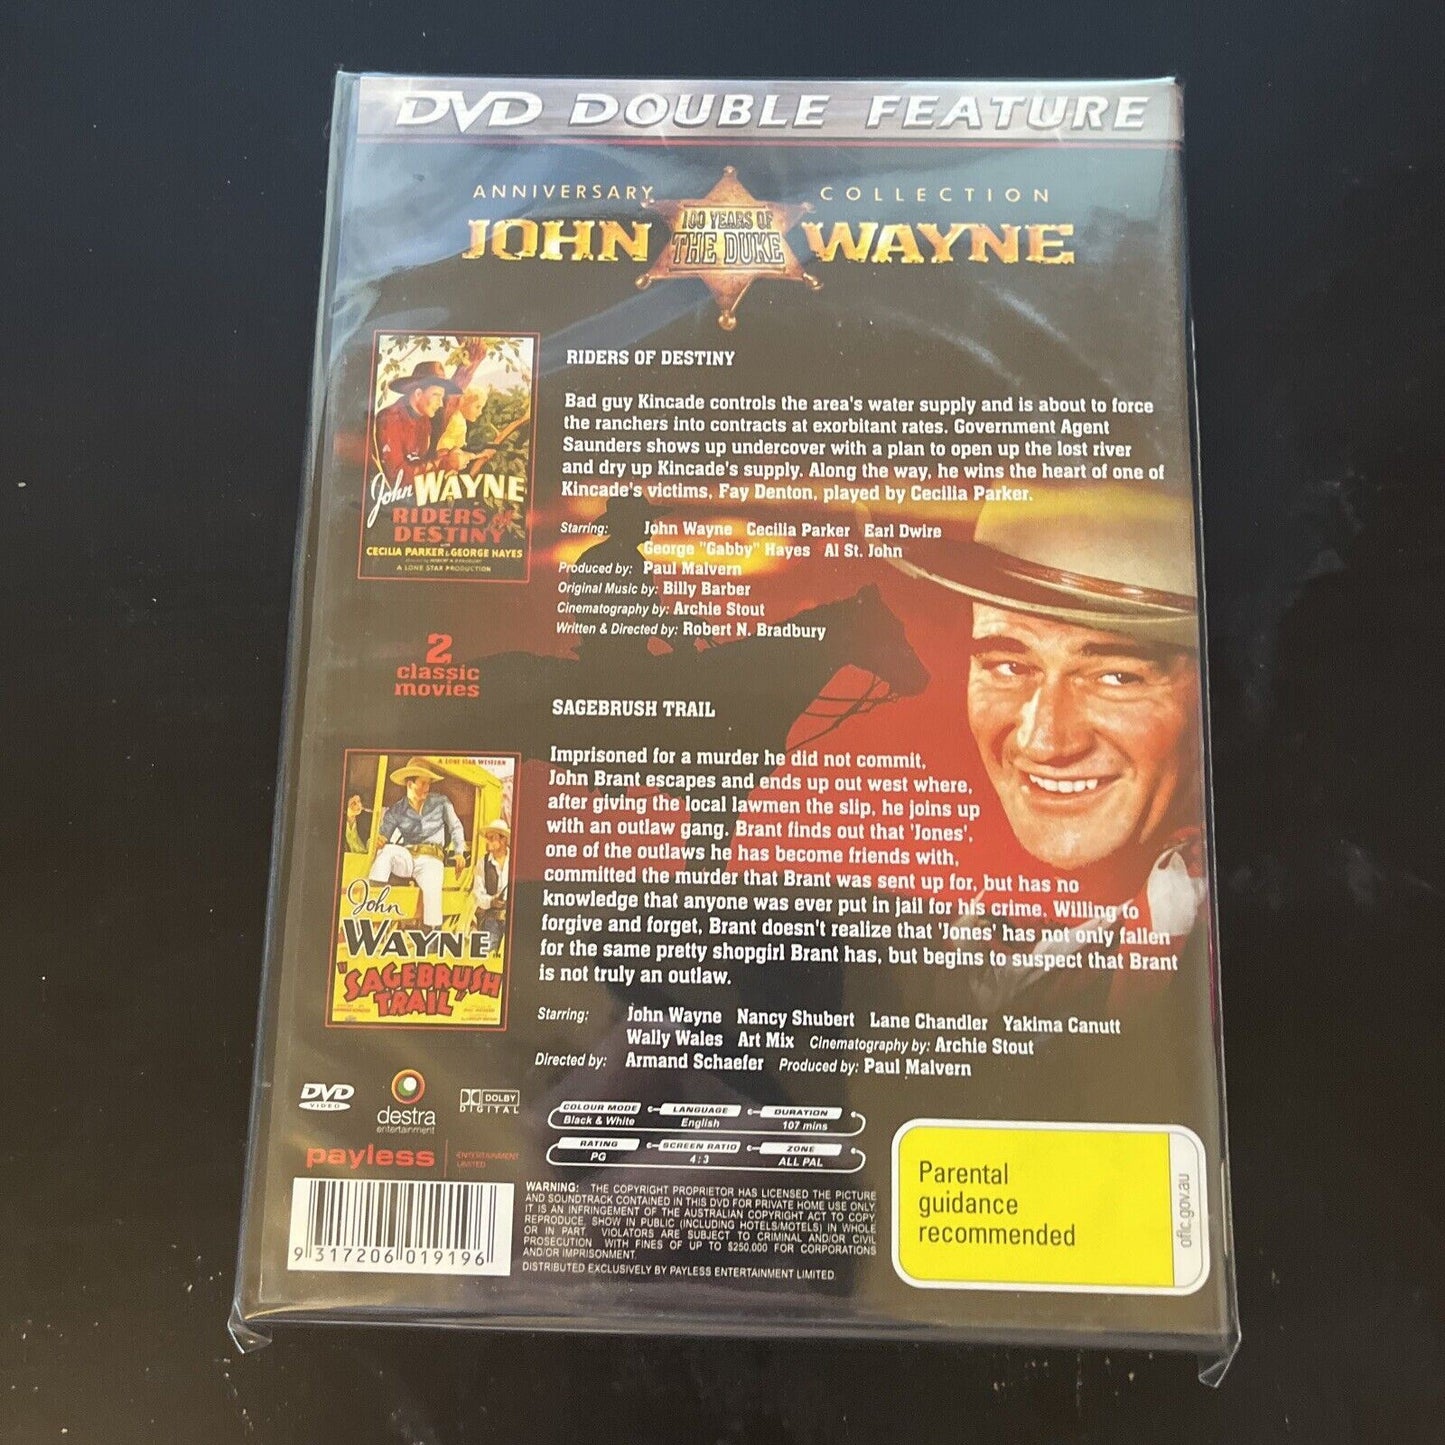 DVD DOUBLE FEATURE
ANNIVERSARY COLLECTION
JOHN WAYNE
100 YEARS OF
THE DUKE
RIDERS OF DESTINY
Bad guy Kincade controls the area's water supply and is about to force
the ranchers into contracts at exorbitant rates. Government Agent
Saunders shows up undercover with a plan to open up the lost river
and dry up Kincade's supply. Along the way, he wins the heart of one of
Kincade's victims, Fay Denton, played by Cecilia Parker.
Starring: John Wayne Cecilia Parker Earl Dwire
George "Gabby" Hayes Al St. John
Produced by: Paul Malvern
Original Music by: Billy Barber
Cinematography by: Archie Stout
Written & Directed by: Robert N. Bradbury
John WAYNE
RIDERS of
DESTINY
with
CECILIA PARKER & GEORGE HAYES
A LONE STAR PRODUCTION
2
classic
movies
SAGEBRUSH TRAIL
Imprisoned for a murder he did not commit,
John Brant escapes and ends up out west where,
after giving the local lawmen the slip, he joins up
with an outlaw gang. Brant finds out that 'Jones',
one of the outlaws he has become friends with,
committed the murder that Brant was sent up for, but has no
knowledge that anyone was ever put in jail for his crime. Willing to
forgive and forget, Brant doesn't realize that 'Jones' has not only fallen
for the same pretty shopgirl Brant has, but begins to suspect that Brant
is not truly an outlaw.
Starring: John Wayne Nancy Shubert Lane Chandler Yakima Canutt
Wally Wales Art Mix Cinematography by: Archie Stout
Directed by: Armand Schaefer Produced by: Paul Malvern
A LONE STAR WESTERN
John
WAYNE
IN
"SAGEBRUSH
TRAIL"
DVD
VIDEO
destra
entertainment
DOLBY
DIGITAL
payless ENTERTAINMENT
LIMITED
COLOUR MODE LANGUAGE DURATION
Black & White English 107 mins
RATING SCREEN RATIO ZONE
PG 4:3 ALL PAL
WARNING: THE COPYRIGHT PROPRIETOR HAS LICENSED THE PICTURE
AND SOUNDTRACK CONTAINED IN THIS DVD FOR PRIVATE HOME USE ONLY.
IT IS AN INFRINGEMENT OF THE AUSTRALIAN COPYRIGHT ACT TO COPY
REPRODUCE, SHOW IN PUBLIC (INCLUDING HOTELS/MOTELS) IN WHOLE
OR IN PART. VIOLATORS ARE SUBJECT TO CRIMINAL AND/OR CIVIL
PROSECUTION WITH FINES OF UP TO $250,000 FOR CORPORATIONS
AND/OR IMPRISONMENT.
DISTRIBUTED EXCLUSIVELY BY PAYLESS ENTERTAINMENT LIMITED.
9 317206 019196
Parental
guidance
recommended
oflc.gov.au